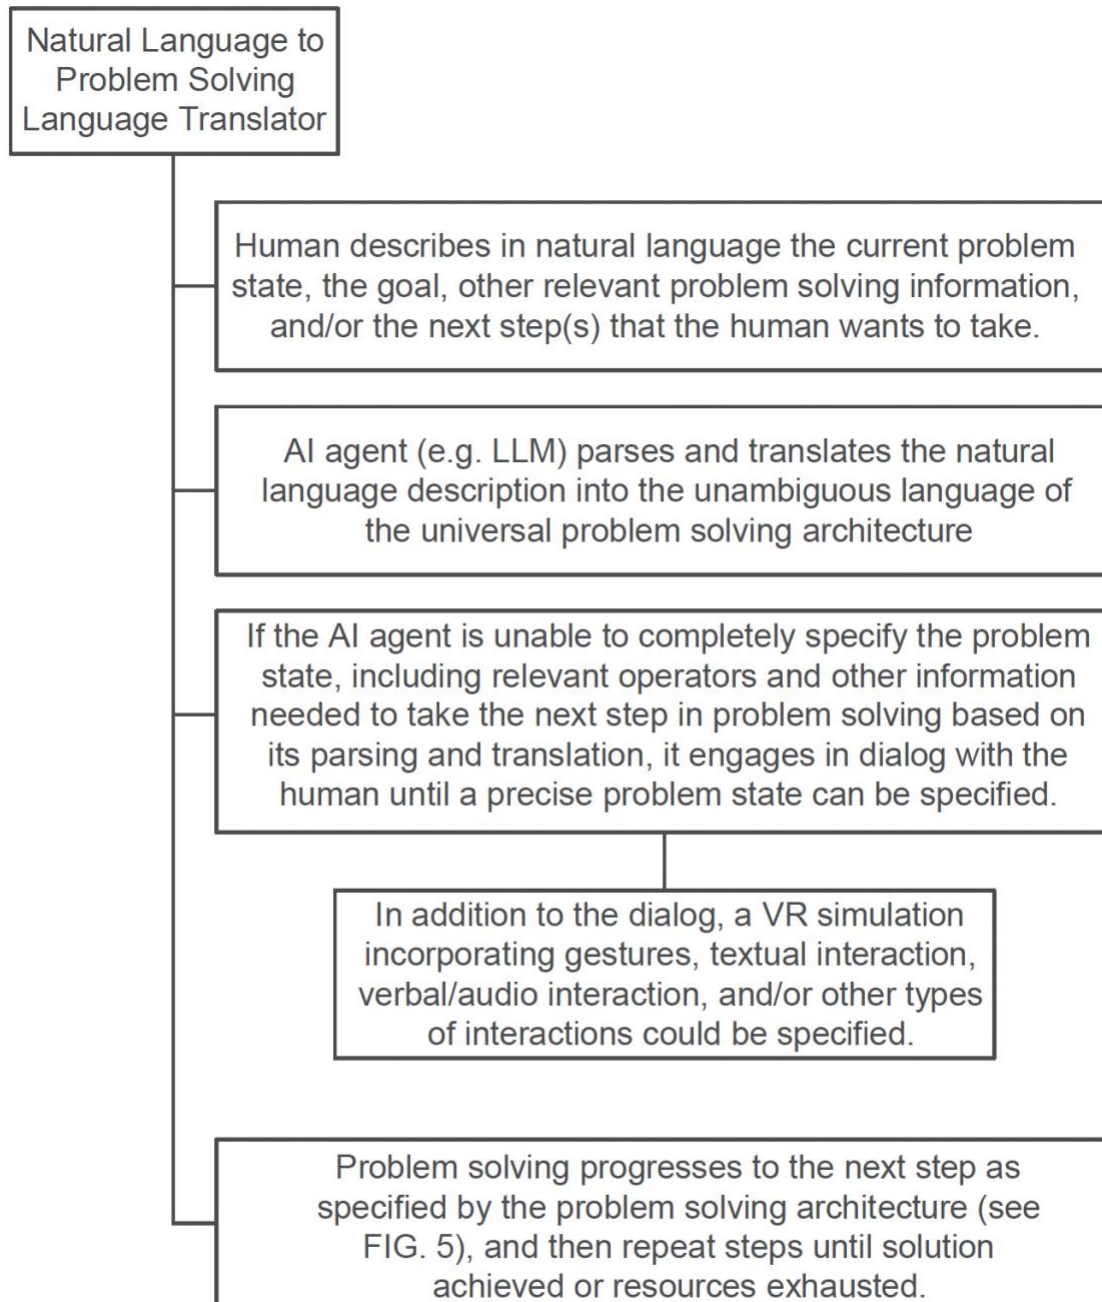 Natural Language to
Problem Solving
Language Translator
Human describes in natural language the current problem
state, the goal, other relevant problem solving information,
and/or the next step(s) that the human wants to take.
AI agent (e.g. LLM) parses and translates the natural
language description into the unambiguous language of
the universal problem solving architecture
If the AI agent is unable to completely specify the problem
state, including relevant operators and other information
needed to take the next step in problem solving based on
its parsing and translation, it engages in dialog with the
human until a precise problem state can be specified.
In addition to the dialog, a VR simulation
incorporating gestures, textual interaction,
verbal/audio interaction, and/or other types
of interactions could be specified.
Problem solving progresses to the next step as
specified by the problem solving architecture (see
FIG. 5), and then repeat steps until solution
achieved or resources exhausted.